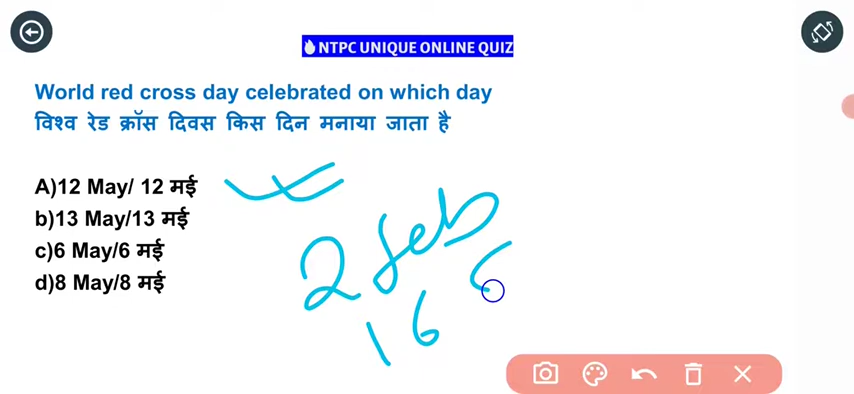 NTPC UNIQUE ONLINE QUIZ
World red cross day celebrated on which day
विश्व रेड क्रॉस दिवस किस दिन मनाया जाता है
A)12 May/ 12 मई
b)13 May/13 मई
c)6 May/6 मई
d)8 May/8 मई
2 feb
16